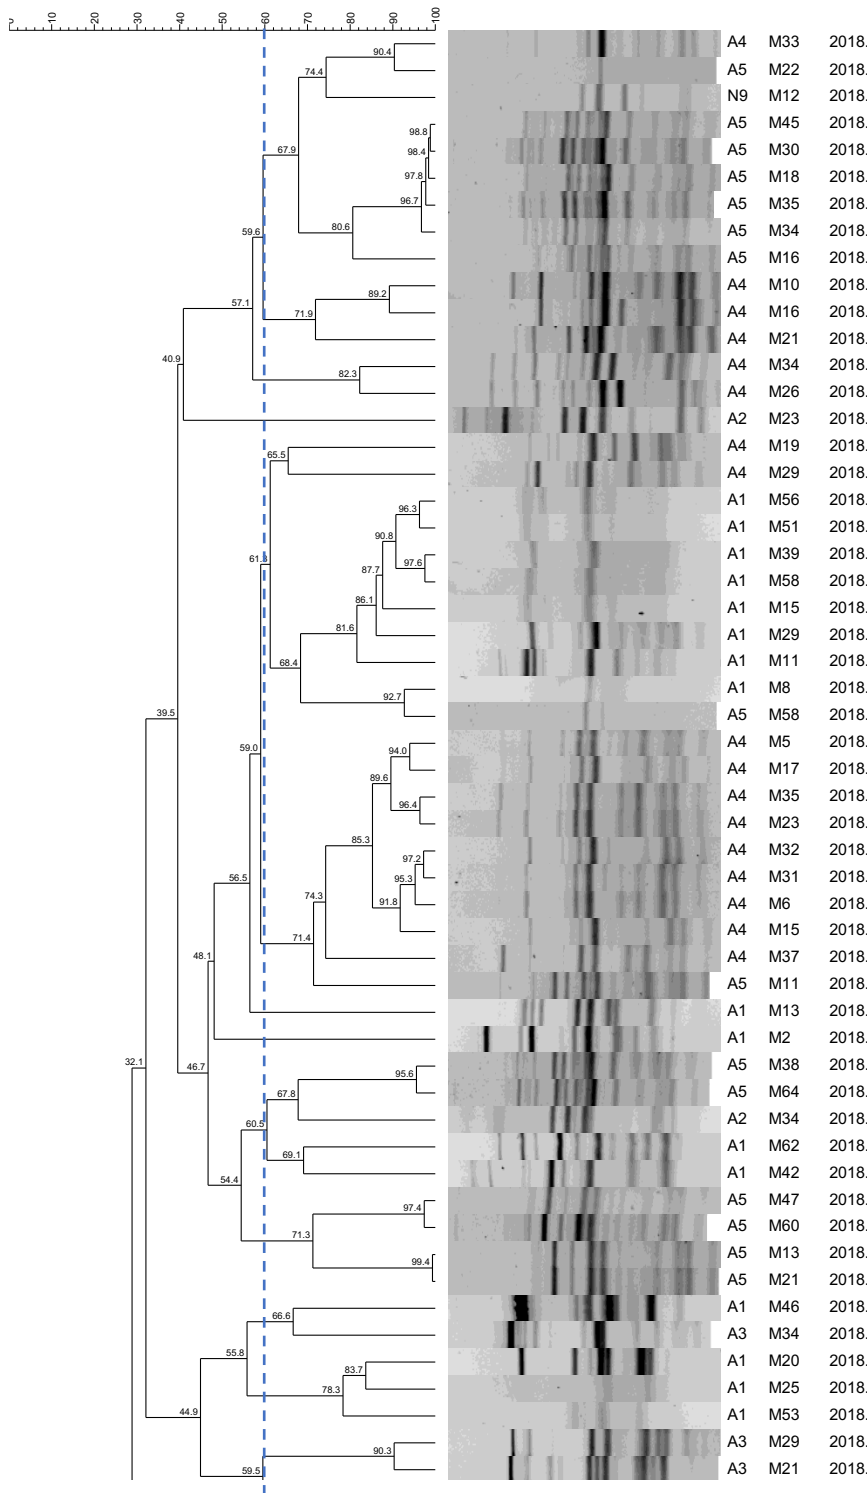 0 10 20 30 40 50 60 70 80 90 100
A4 M33 2018.
90.4
A5 M22 2018.
74.4
N9 M12 2018.
A5 M45 2018.
98.8
A5 M30 2018.
98.4
67.9
97.8
A5 M18 2018.
96.7
A5 M35 2018.
80.6
A5 M34 2018.
59.6
A5 M16 2018.
A4 M10 2018.
89.2
57.1
A4 M16 2018.
71.9
A4 M21 2018.
40.9
A4 M34 2018.
82.3
A4 M26 2018.
A2 M23 2018.
A4 M19 2018.
65.5
A4 M29 2018.
A1 M56 2018.
96.3
A1 M51 2018.
90.8
A1 M39 2018.
97.6
87.7
A1 M58 2018.
86.1
A1 M15 2018.
81.6
A1 M29 2018.
68.4
A1 M11 2018.
A1 M8 2018.
92.7
39.5
A5 M58 2018.
59.0
A4 M5 2018.
94.0
A4 M17 2018.
89.6
A4 M35 2018.
96.4
A4 M23 2018.
85.3
A4 M32 2018.
97.2
A4 M31 2018.
56.5
95.3
74.3
91.8
A4 M6 2018.
A4 M15 2018.
71.4
48.1
A4 M37 2018.
A5 M11 2018.
A1 M13 2018.
A1 M2 2018.
32.1
46.7
A5 M38 2018.
95.6
67.8
A5 M64 2018.
A2 M34 2018.
60.5
A1 M62 2018.
69.1
A1 M42 2018.
54.4
A5 M47 2018.
97.4
A5 M60 2018.
71.3
A5 M13 2018.
99.4
A5 M21 2018.
A1 M46 2018.
66.6
A3 M34 2018.
55.8
A1 M20 2018.
83.7
A1 M25 2018.
78.3
44.9
A1 M53 2018.
A3 M29 2018.
90.3
59.5
A3 M21 2018.